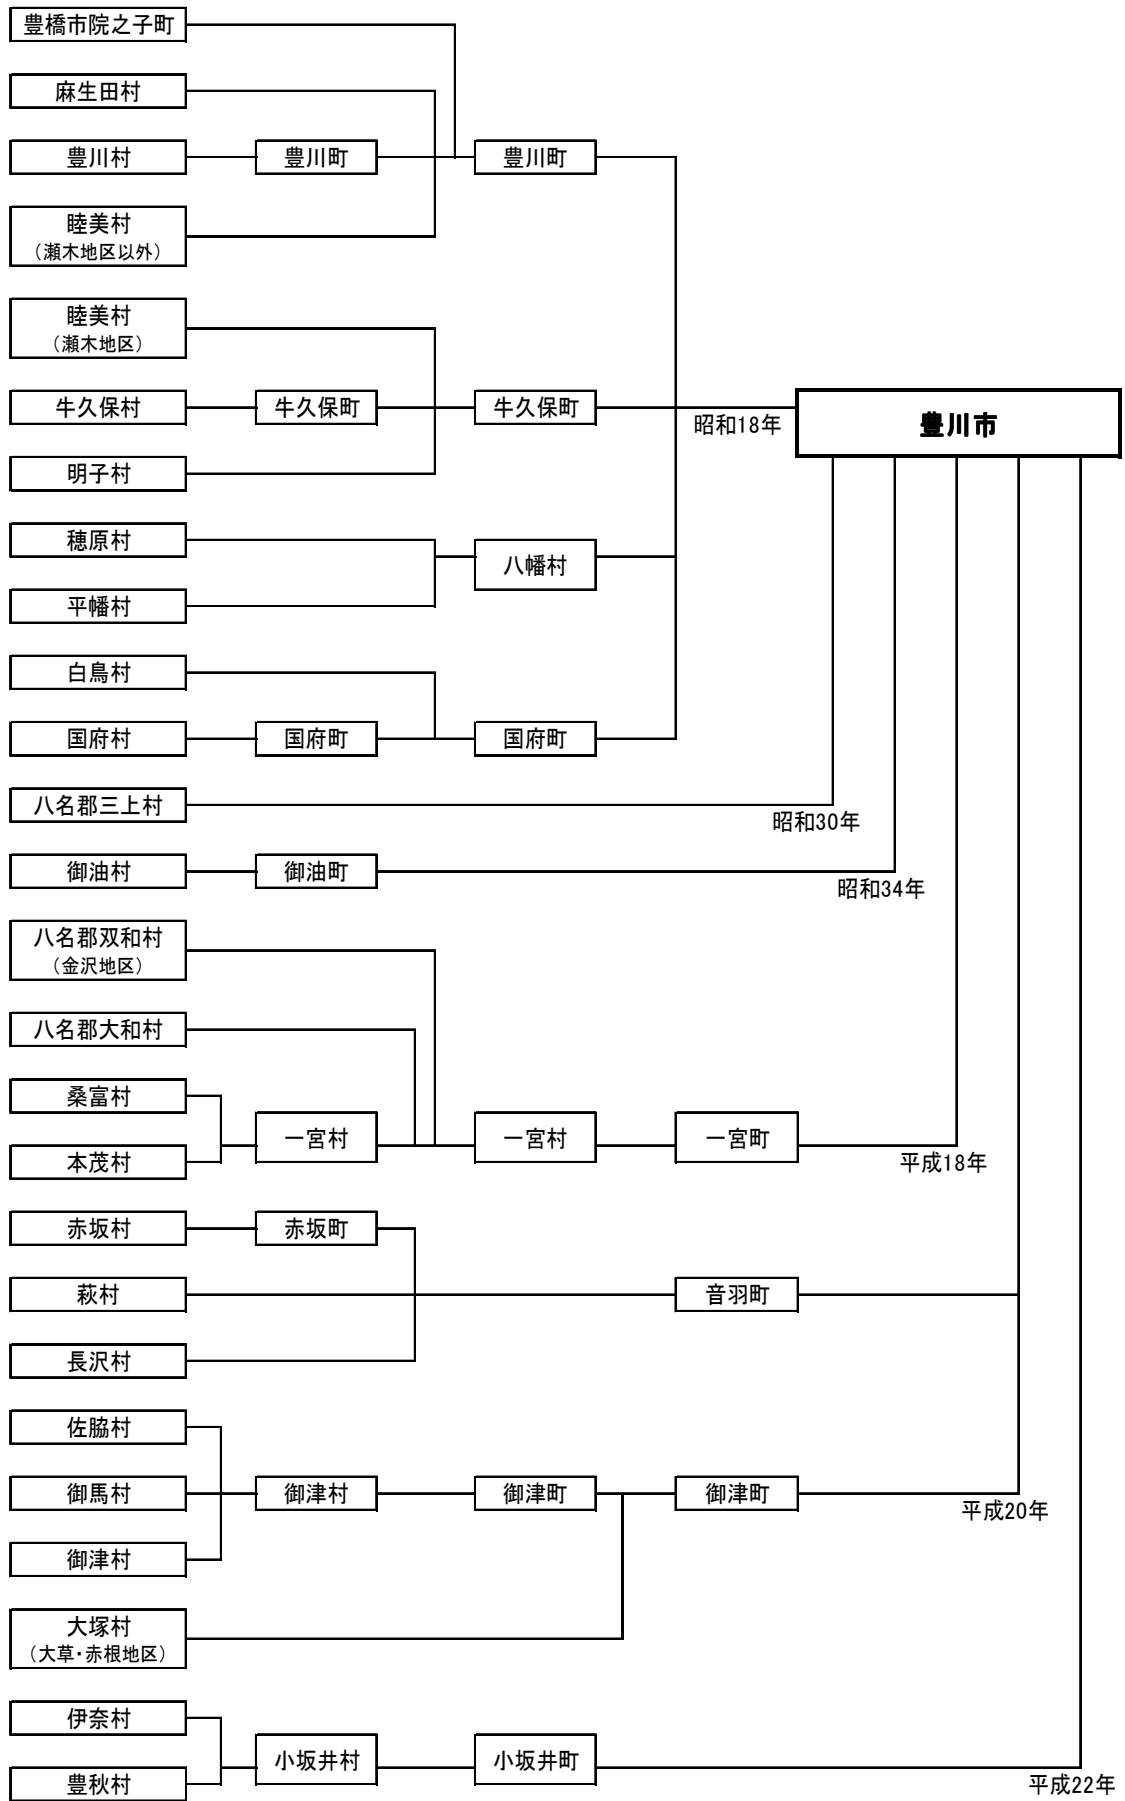 豊橋市院之子町
麻生田村
豊川村
豊川町
豊川町
睦美村
（瀬木地区以外）
睦美村
（瀬木地区）
牛久保村
牛久保町
牛久保町
昭和18年
豊川市
明子村
穂原村
八幡村
平幡村
白鳥村
国府村
国府町
国府町
八名郡三上村
昭和30年
御油村
御油町
昭和34年
八名郡双和村
（金沢地区）
八名郡大和村
桑富村
一宮村
一宮村
一宮町
本茂村
平成18年
赤坂村
赤坂町
萩村
音羽町
長沢村
佐脇村
御馬村
御津村
御津町
御津町
平成20年
御津村
大塚村
（大草・赤根地区）
伊奈村
小坂井村
小坂井町
豊秋村
平成22年